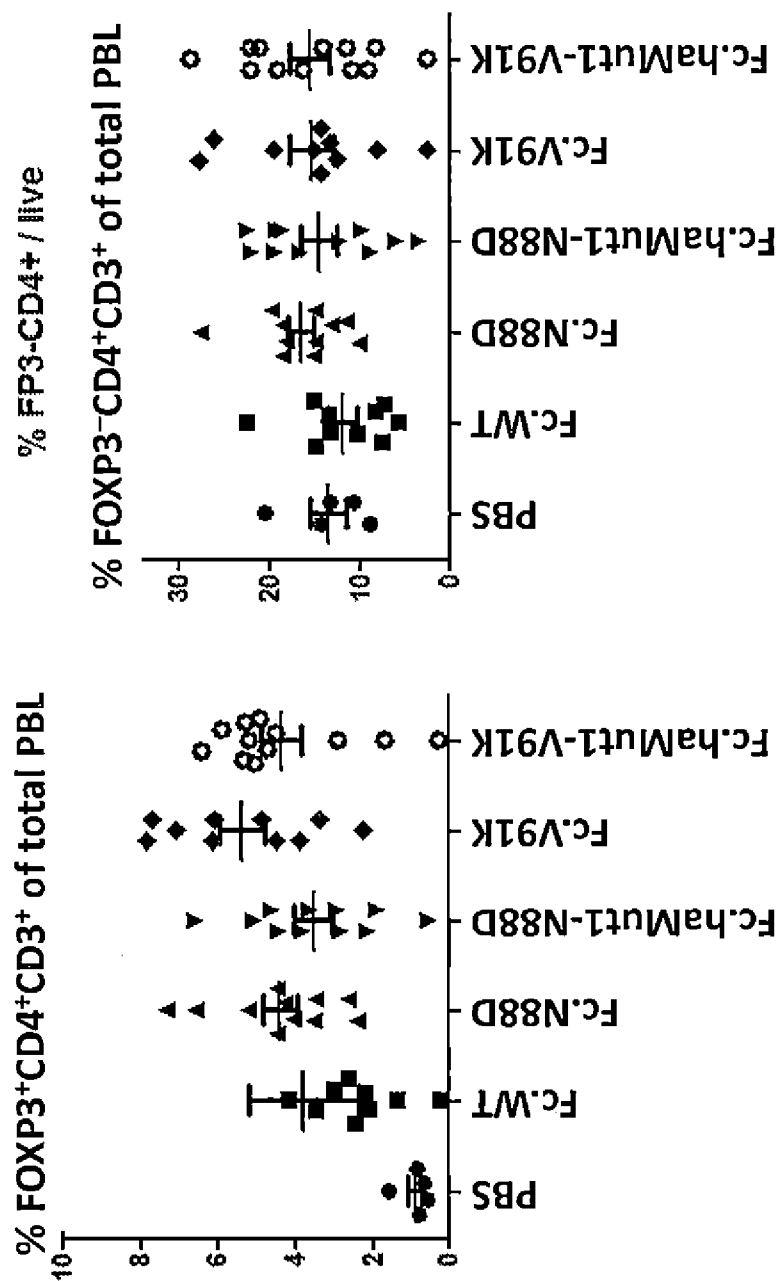 % FOXP3⁺CD4⁺CD3⁺ of total PBL
10
8
6
4
2
0
PBS
Fc.WT
Fc.N88D
Fc.haMut1-N88D
Fc.V91K
Fc.haMut1-V91K
% FP3-CD4+ / live
% FOXP3⁻CD4⁺CD3⁺ of total PBL
30
20
10
0
PBS
Fc.WT
Fc.N88D
Fc.haMut1-N88D
Fc.V91K
Fc.haMut1-V91K